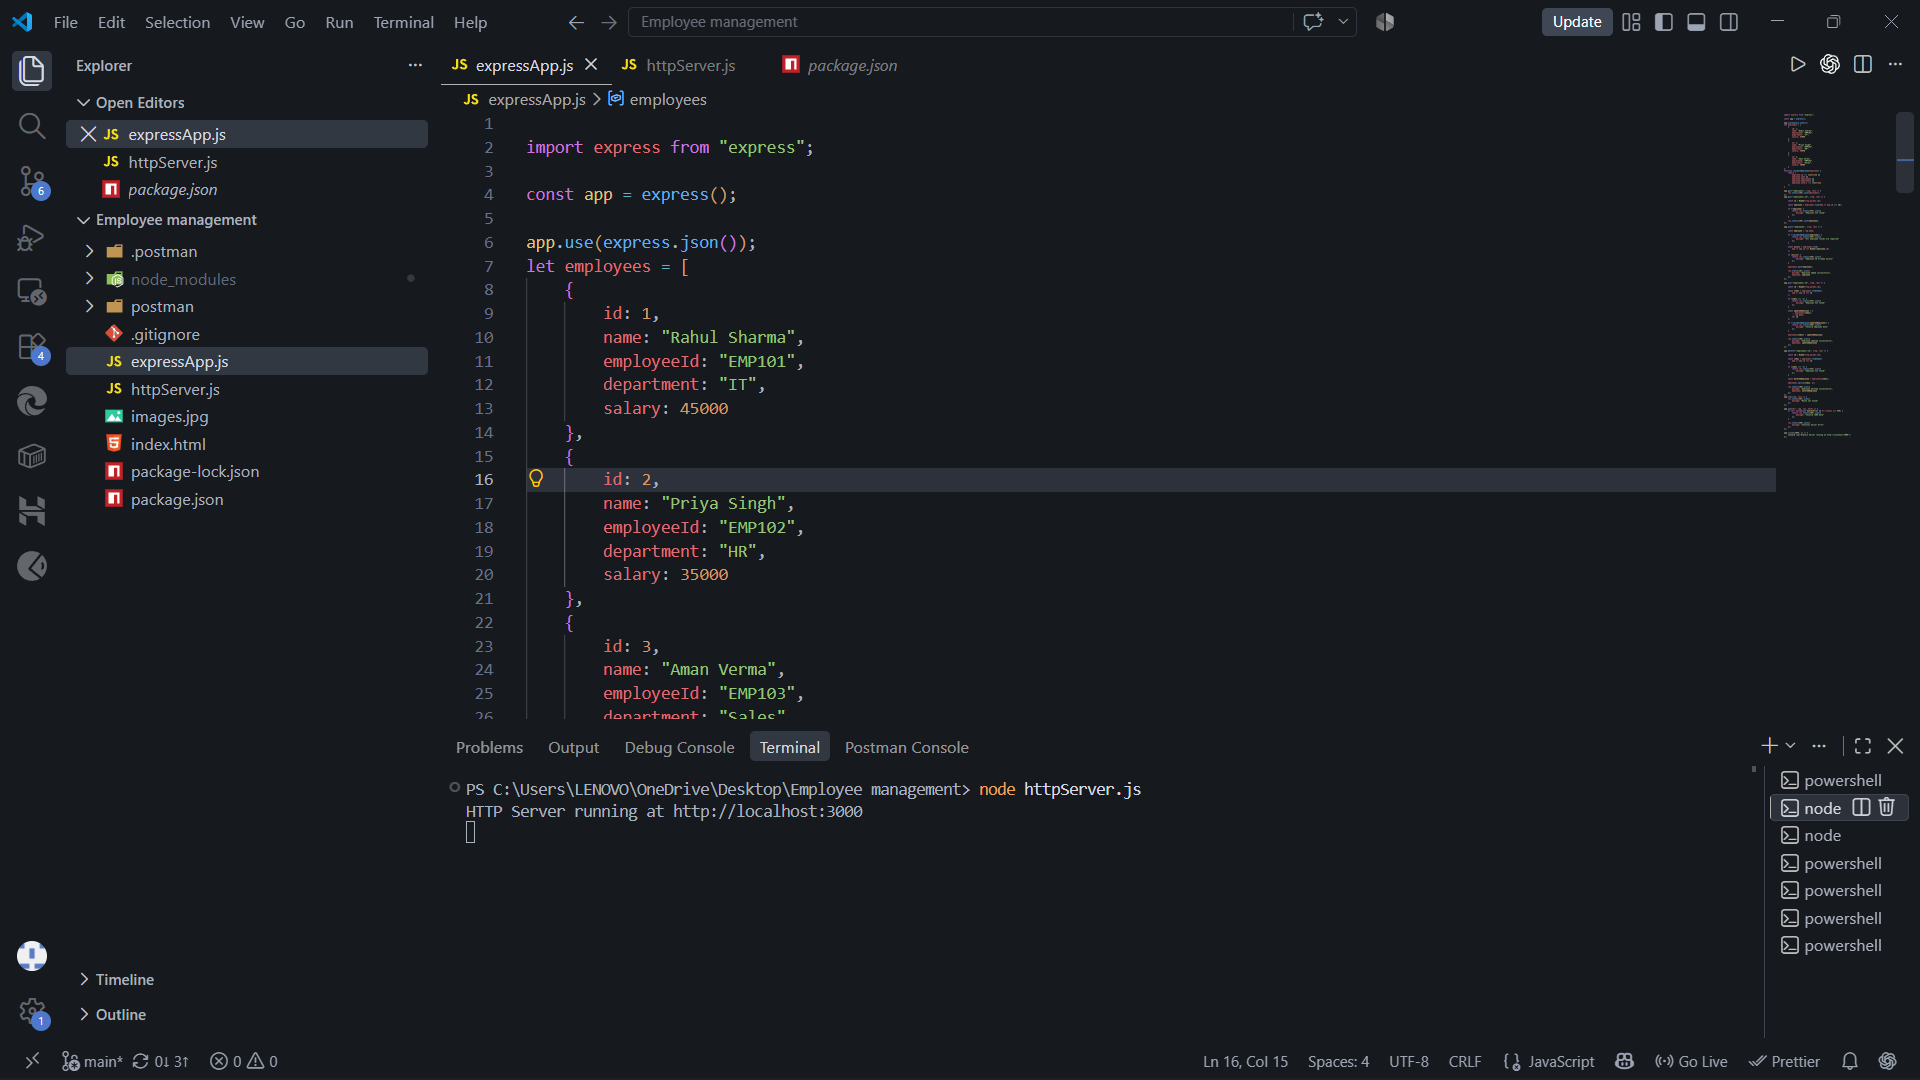 File Edit Selection View Go Run Terminal Help
Employee management
Update
Explorer
Open Editors
expressApp.js
httpServer.js
package.json
Employee management
.postman
node_modules
postman
.gitignore
expressApp.js
httpServer.js
images.jpg
index.html
package-lock.json
package.json
Timeline
Outline
6
4
1
expressApp.js httpServer.js package.json
expressApp.js > employees
1
2 import express from "express";
3
4 const app = express();
5
6 app.use(express.json());
7 let employees = [
8 {
9 id: 1,
10 name: "Rahul Sharma",
11 employeeId: "EMP101",
12 department: "IT",
13 salary: 45000
14 },
15 {
16 id: 2,
17 name: "Priya Singh",
18 employeeId: "EMP102",
19 department: "HR",
20 salary: 35000
21 },
22 {
23 id: 3,
24 name: "Aman Verma",
25 employeeId: "EMP103",
26 department: "Sales"
Problems Output Debug Console Terminal Postman Console
PS C:\Users\LENOVO\OneDrive\Desktop\Employee management> node httpServer.js
HTTP Server running at http://localhost:3000
powershell
node
node
powershell
powershell
powershell
powershell
main* 0↓ 3↑ 0 0
Ln 16, Col 15 Spaces: 4 UTF-8 CRLF {} JavaScript Go Live Prettier